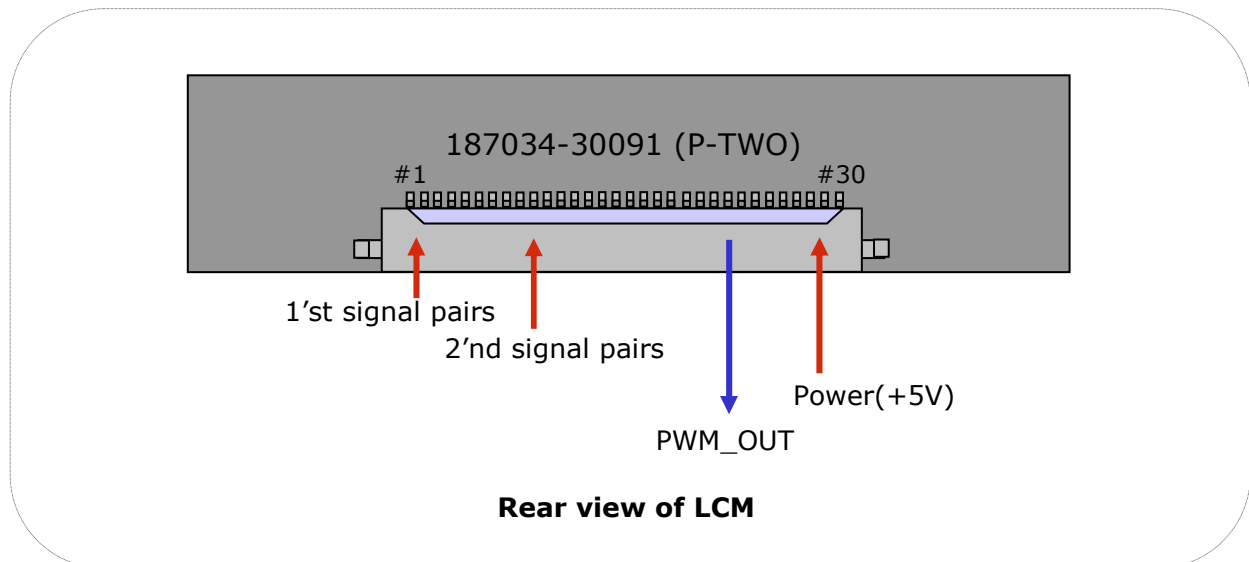 187034-30091 (P-TWO)
#1 #30
1’st signal pairs
2’nd signal pairs
Power(+5V)
PWM_OUT
Rear view of LCM